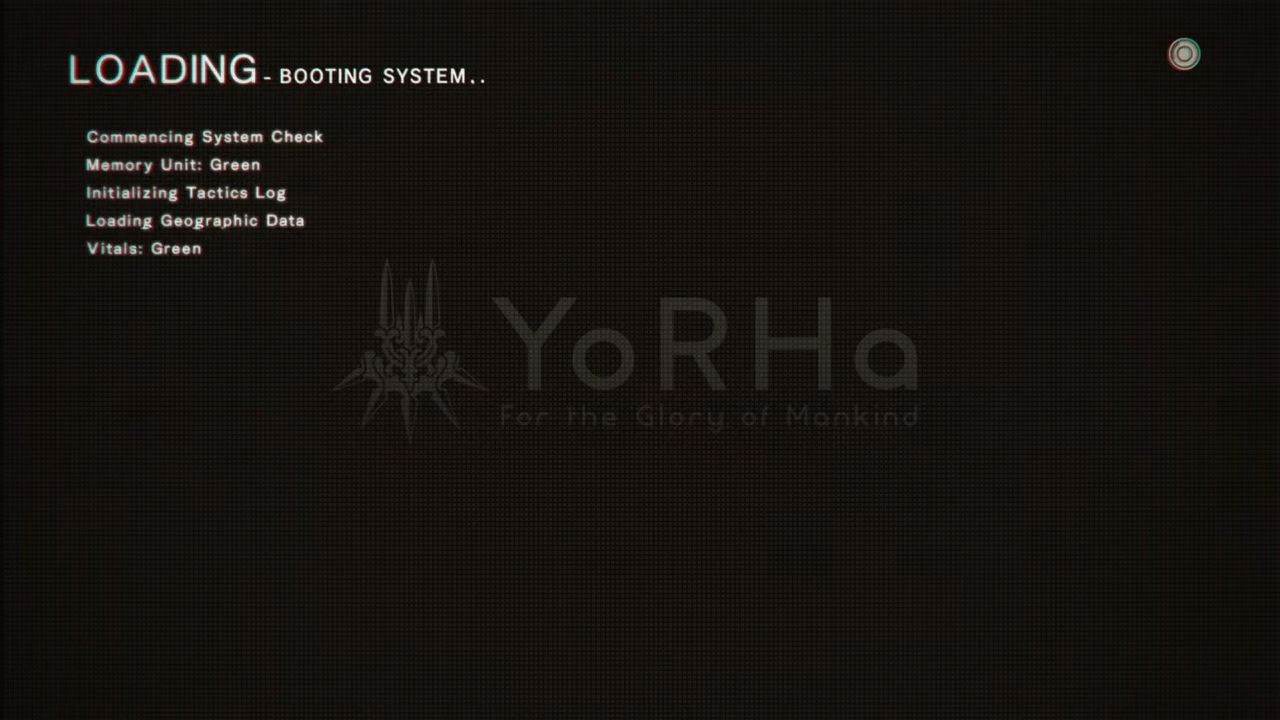 LOADING - BOOTING SYSTEM..
Commencing System Check
Memory Unit: Green
Initializing Tactics Log
Loading Geographic Data
Vitals: Green
YoRHa
For the Glory of Mankind